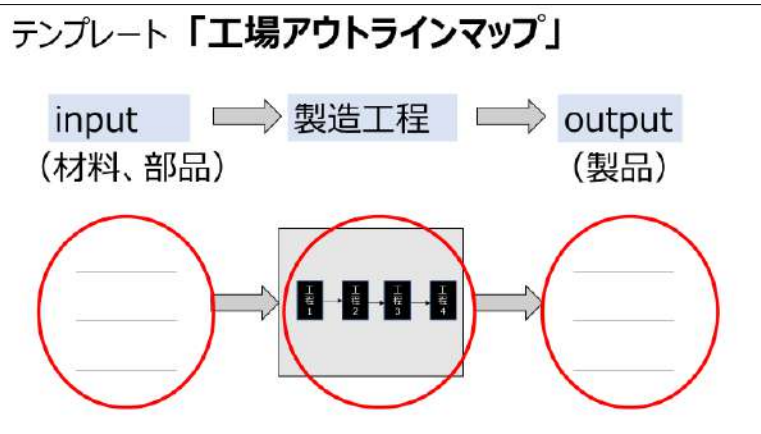 テンプレート「工場アウトラインマップ」
input
製造工程
output
（材料、部品）
（製品）
工程1
工程2
工程3
工程4